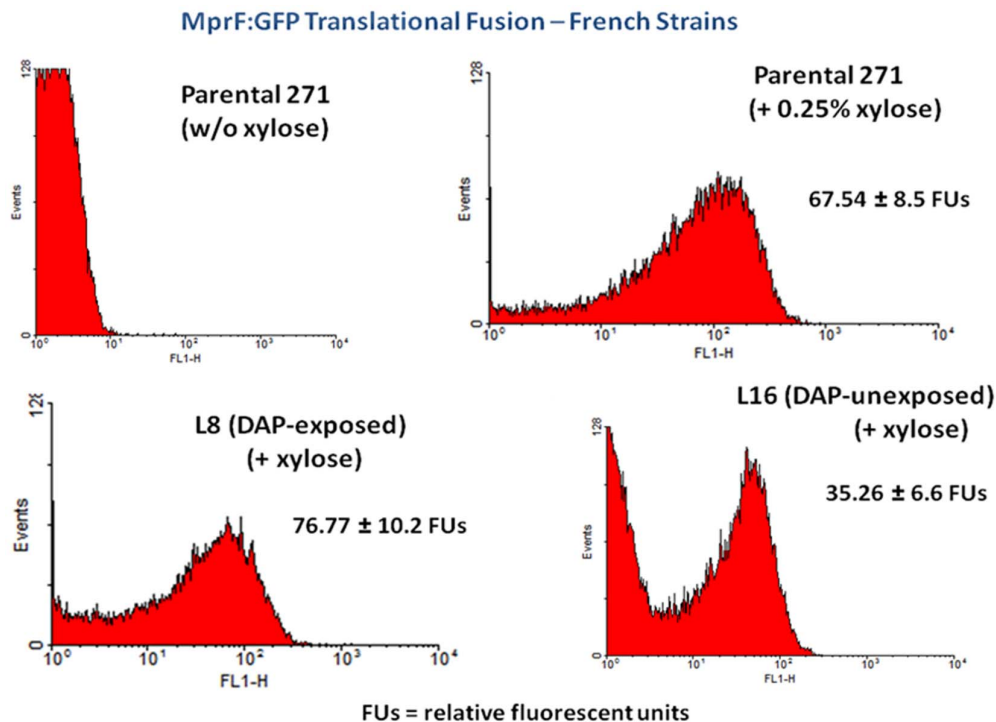 MprF:GFP Translational Fusion – French Strains
128
Events
0
10⁰ 10¹ 10² 10³ 10⁴
FL1-H
Parental 271
(w/o xylose)
128
Events
0
10⁰ 10¹ 10² 10³ 10⁴
FL1-H
Parental 271
(+ 0.25% xylose)
67.54 ± 8.5 FUs
128
Events
0
10⁰ 10¹ 10² 10³ 10⁴
FL1-H
L8 (DAP-exposed)
(+ xylose)
76.77 ± 10.2 FUs
128
Events
0
10⁰ 10¹ 10² 10³ 10⁴
FL1-H
L16 (DAP-unexposed)
(+ xylose)
35.26 ± 6.6 FUs
FUs = relative fluorescent units